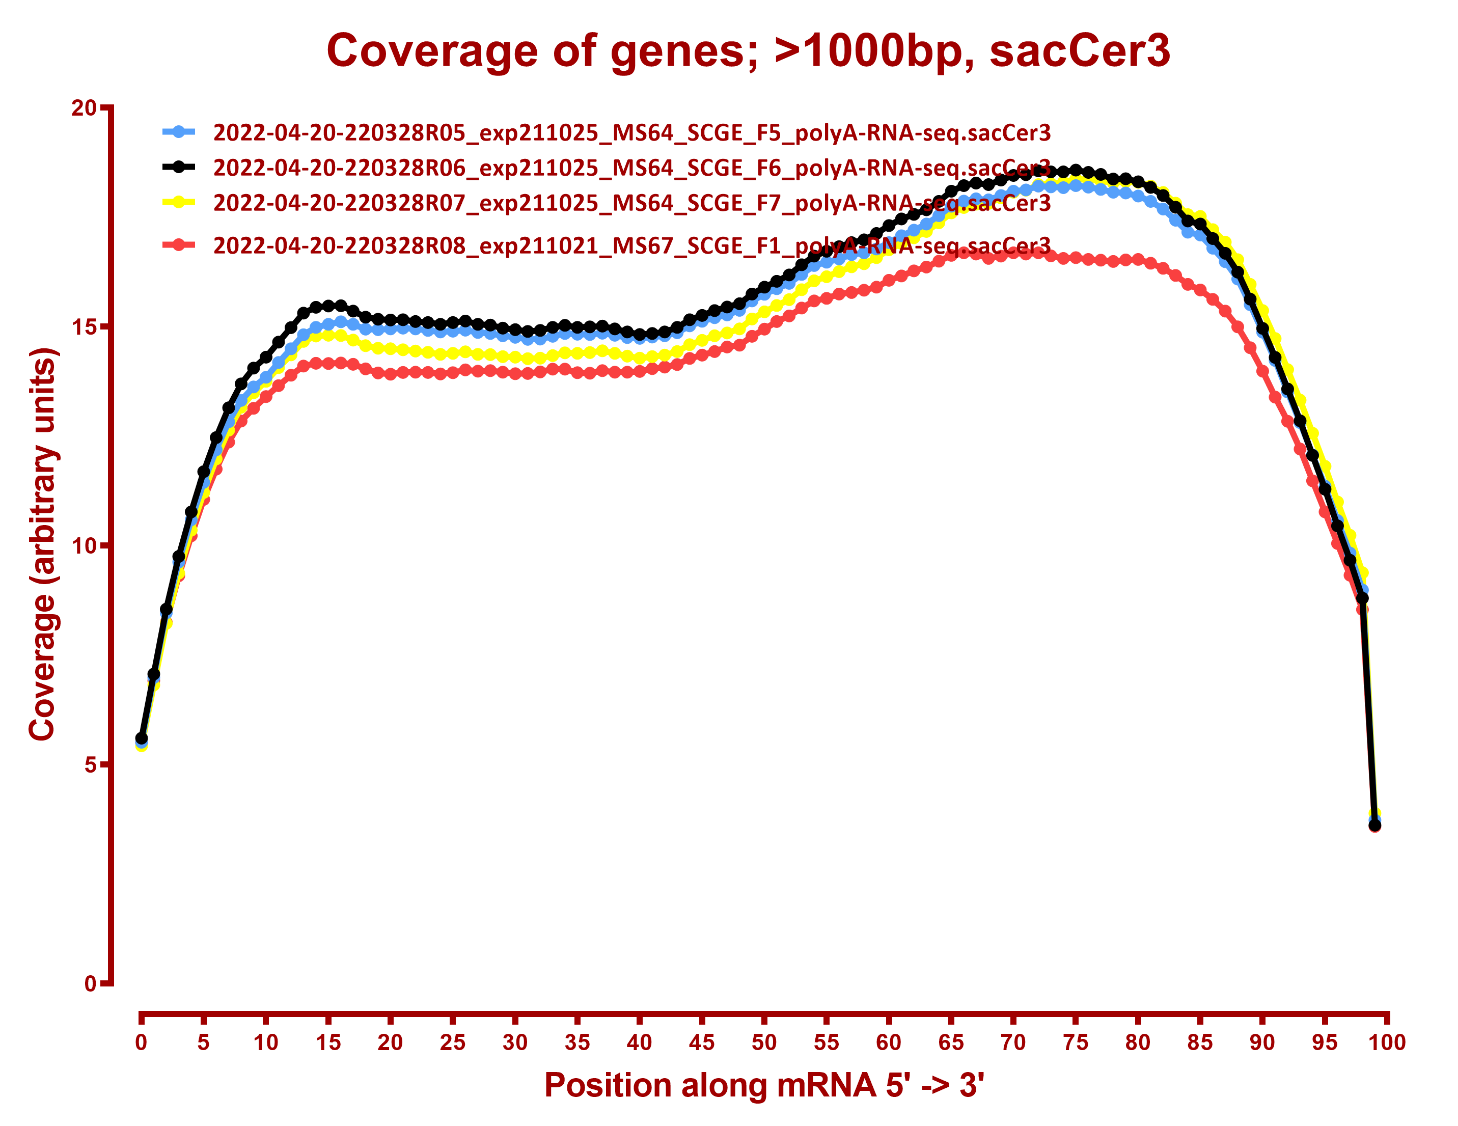 Coverage of genes; >1000bp, sacCer3
2022-04-20-220328R05_exp211025_MS64_SCGE_F5_polyA-RNA-seq.sacCer3
2022-04-20-220328R06_exp211025_MS64_SCGE_F6_polyA-RNA-seq.sacCer3
2022-04-20-220328R07_exp211025_MS64_SCGE_F7_polyA-RNA-seq.sacCer3
2022-04-20-220328R08_exp211021_MS67_SCGE_F1_polyA-RNA-seq.sacCer3
Coverage (arbitrary units)
20
15
10
5
0
0 5 10 15 20 25 30 35 40 45 50 55 60 65 70 75 80 85 90 95 100
Position along mRNA 5' -> 3'